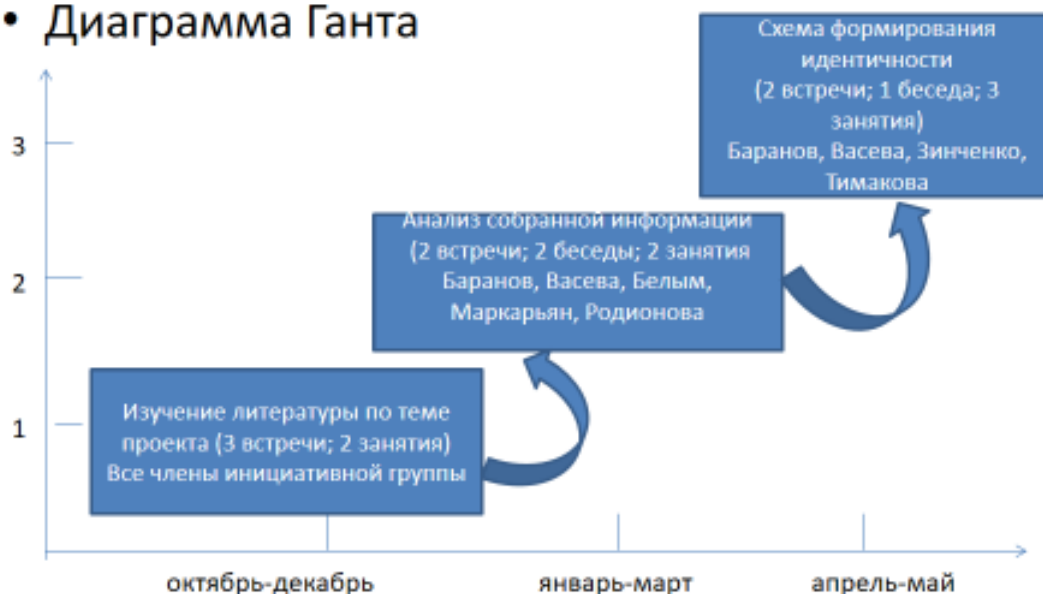 • Диаграмма Ганта
Схема формирования
идентичности
(2 встречи; 1 беседа; 3
занятия)
Баранов, Васева, Зинченко,
Тимакова
3
Анализ собранной информации
(2 встречи; 2 беседы; 2 занятия
Баранов, Васева, Белым,
Маркарьян, Родионова
2
Изучение литературы по теме
проекта (3 встречи; 2 занятия)
Все члены инициативной группы
1
октябрь-декабрь
январь-март
апрель-май